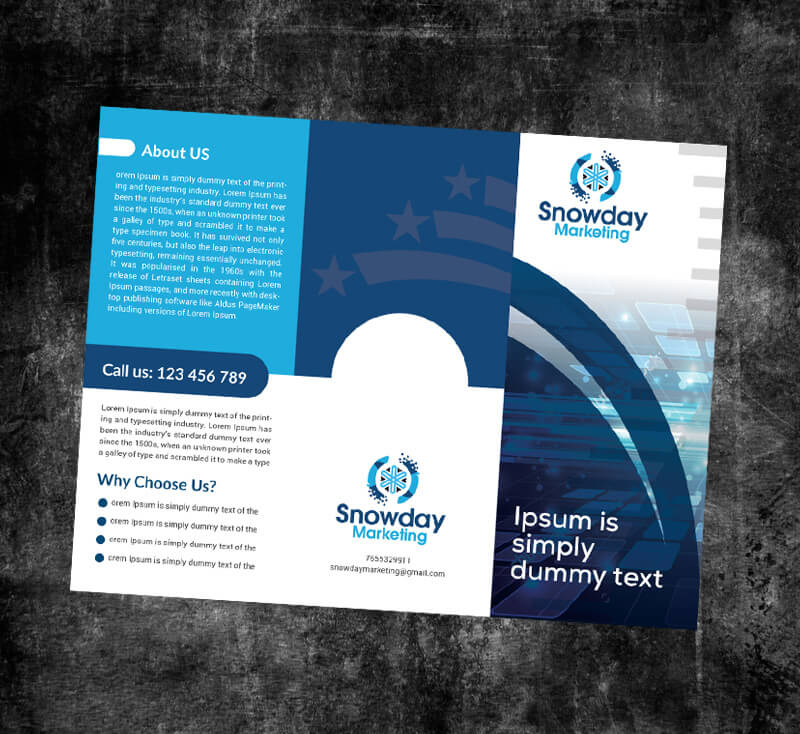 About US
orem Ipsum is simply dummy text of the print-
ing and typesetting industry. Lorem Ipsum has
been the industry's standard dummy text ever
since the 1500s, when an unknown printer took
a galley of type and scrambled it to make a
type specimen book. It has survived not only
five centuries, but also the leap into electronic
typesetting, remaining essentially unchanged.
It was popularised in the 1960s with the
release of Letraset sheets containing Lorem
Ipsum passages, and more recently with desk-
top publishing software like Aldus PageMaker
including versions of Lorem Ipsum.
Call us: 123 456 789
Lorem Ipsum is simply dummy text of the print-
ing and typesetting industry. Lorem Ipsum has
been the industry's standard dummy text ever
since the 1500s, when an unknown printer took
a galley of type and scrambled it to make a type
Why Choose Us?
orem Ipsum is simply dummy text of the
orem Ipsum is simply dummy text of the
orem Ipsum is simply dummy text of the
orem Ipsum is simply dummy text of the
Snowday
Marketing
7655329911
snowdaymarketing@gmail.com
Snowday
Marketing
Ipsum is
simply
dummy text